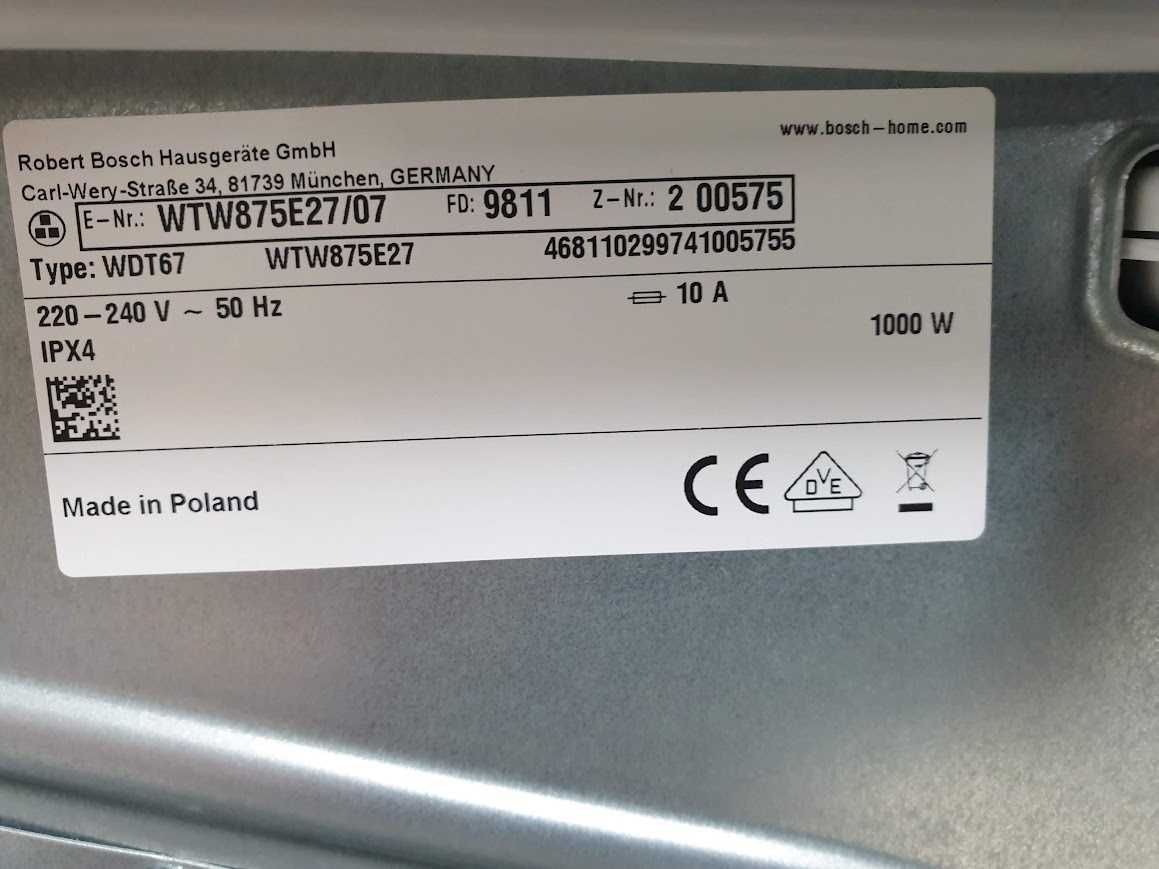 www.bosch-home.com
Robert Bosch Hausgeräte GmbH
Carl-Wery-Straße 34, 81739 München, GERMANY
E-Nr.: WTW875E27/07 FD: 9811 Z-Nr.: 2 00575
Type: WDT67 WTW875E27 468110299741005755
220-240 V ~ 50 Hz 10 A
1000 W
IPX4
Made in Poland
CE DVE